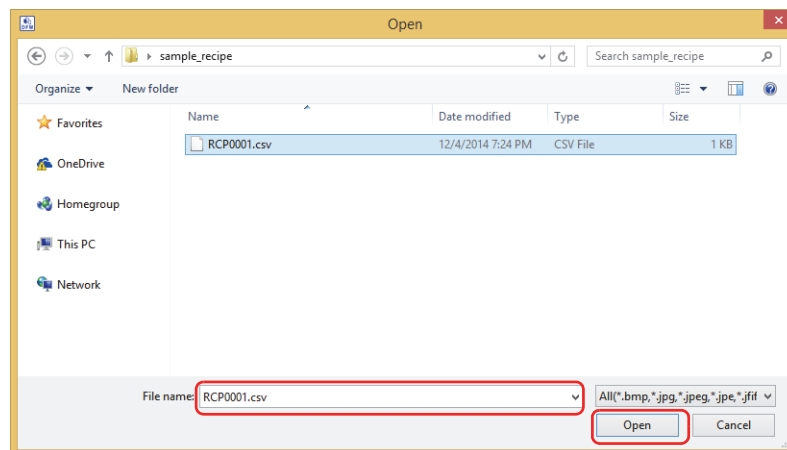 Open
sample_recipe
Search sample_recipe
Organize
New folder
Name
Date modified
Type
Size
Favorites
RCP0001.csv
12/4/2014 7:24 PM
CSV File
1 KB
OneDrive
Homegroup
This PC
Network
File name:
RCP0001.csv
All(*.bmp,*.jpg,*.jpeg,*.jpe,*.jfif
Open
Cancel